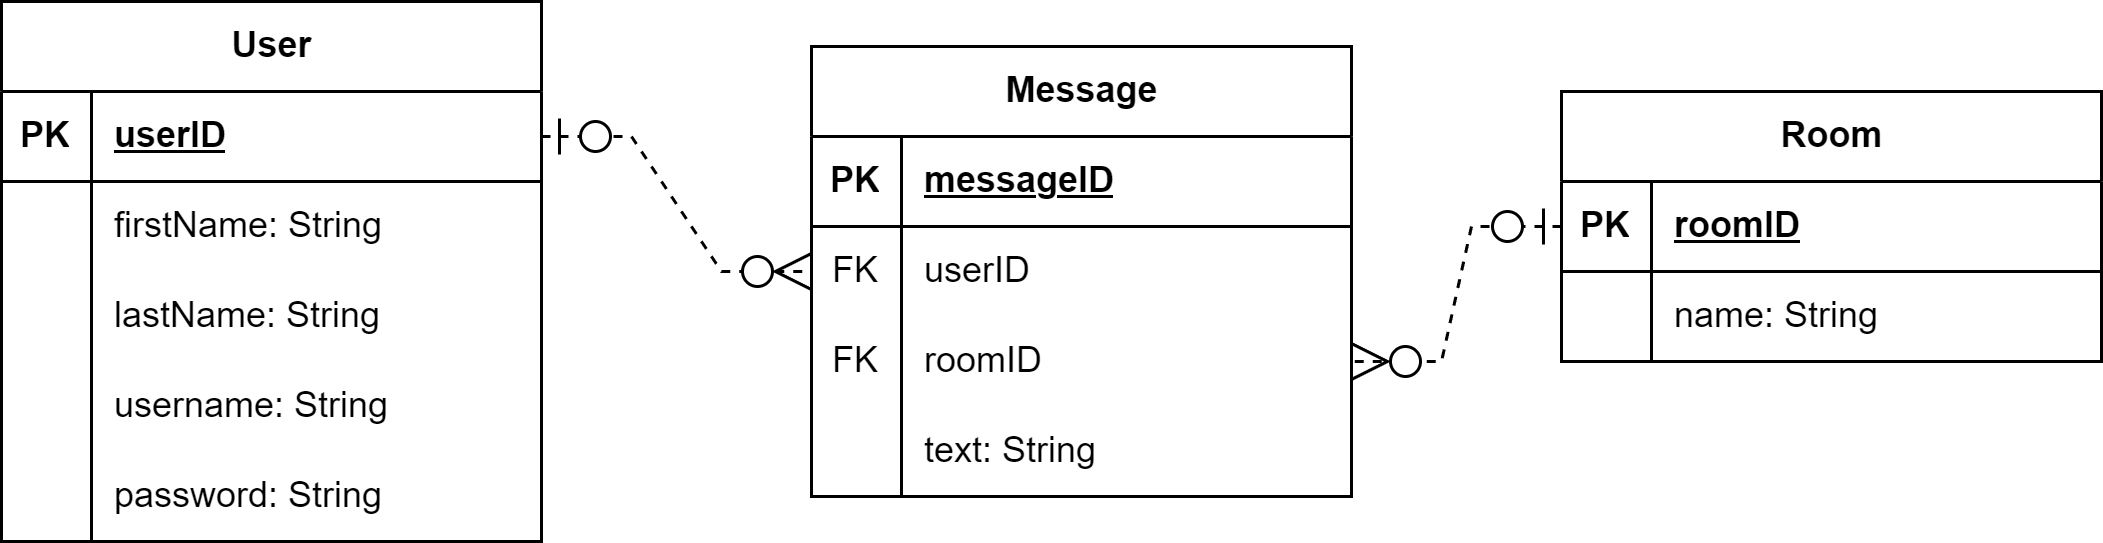 User
PK userID
firstName: String
lastName: String
username: String
password: String
Message
PK messageID
FK userID
FK roomID
text: String
Room
PK roomID
name: String